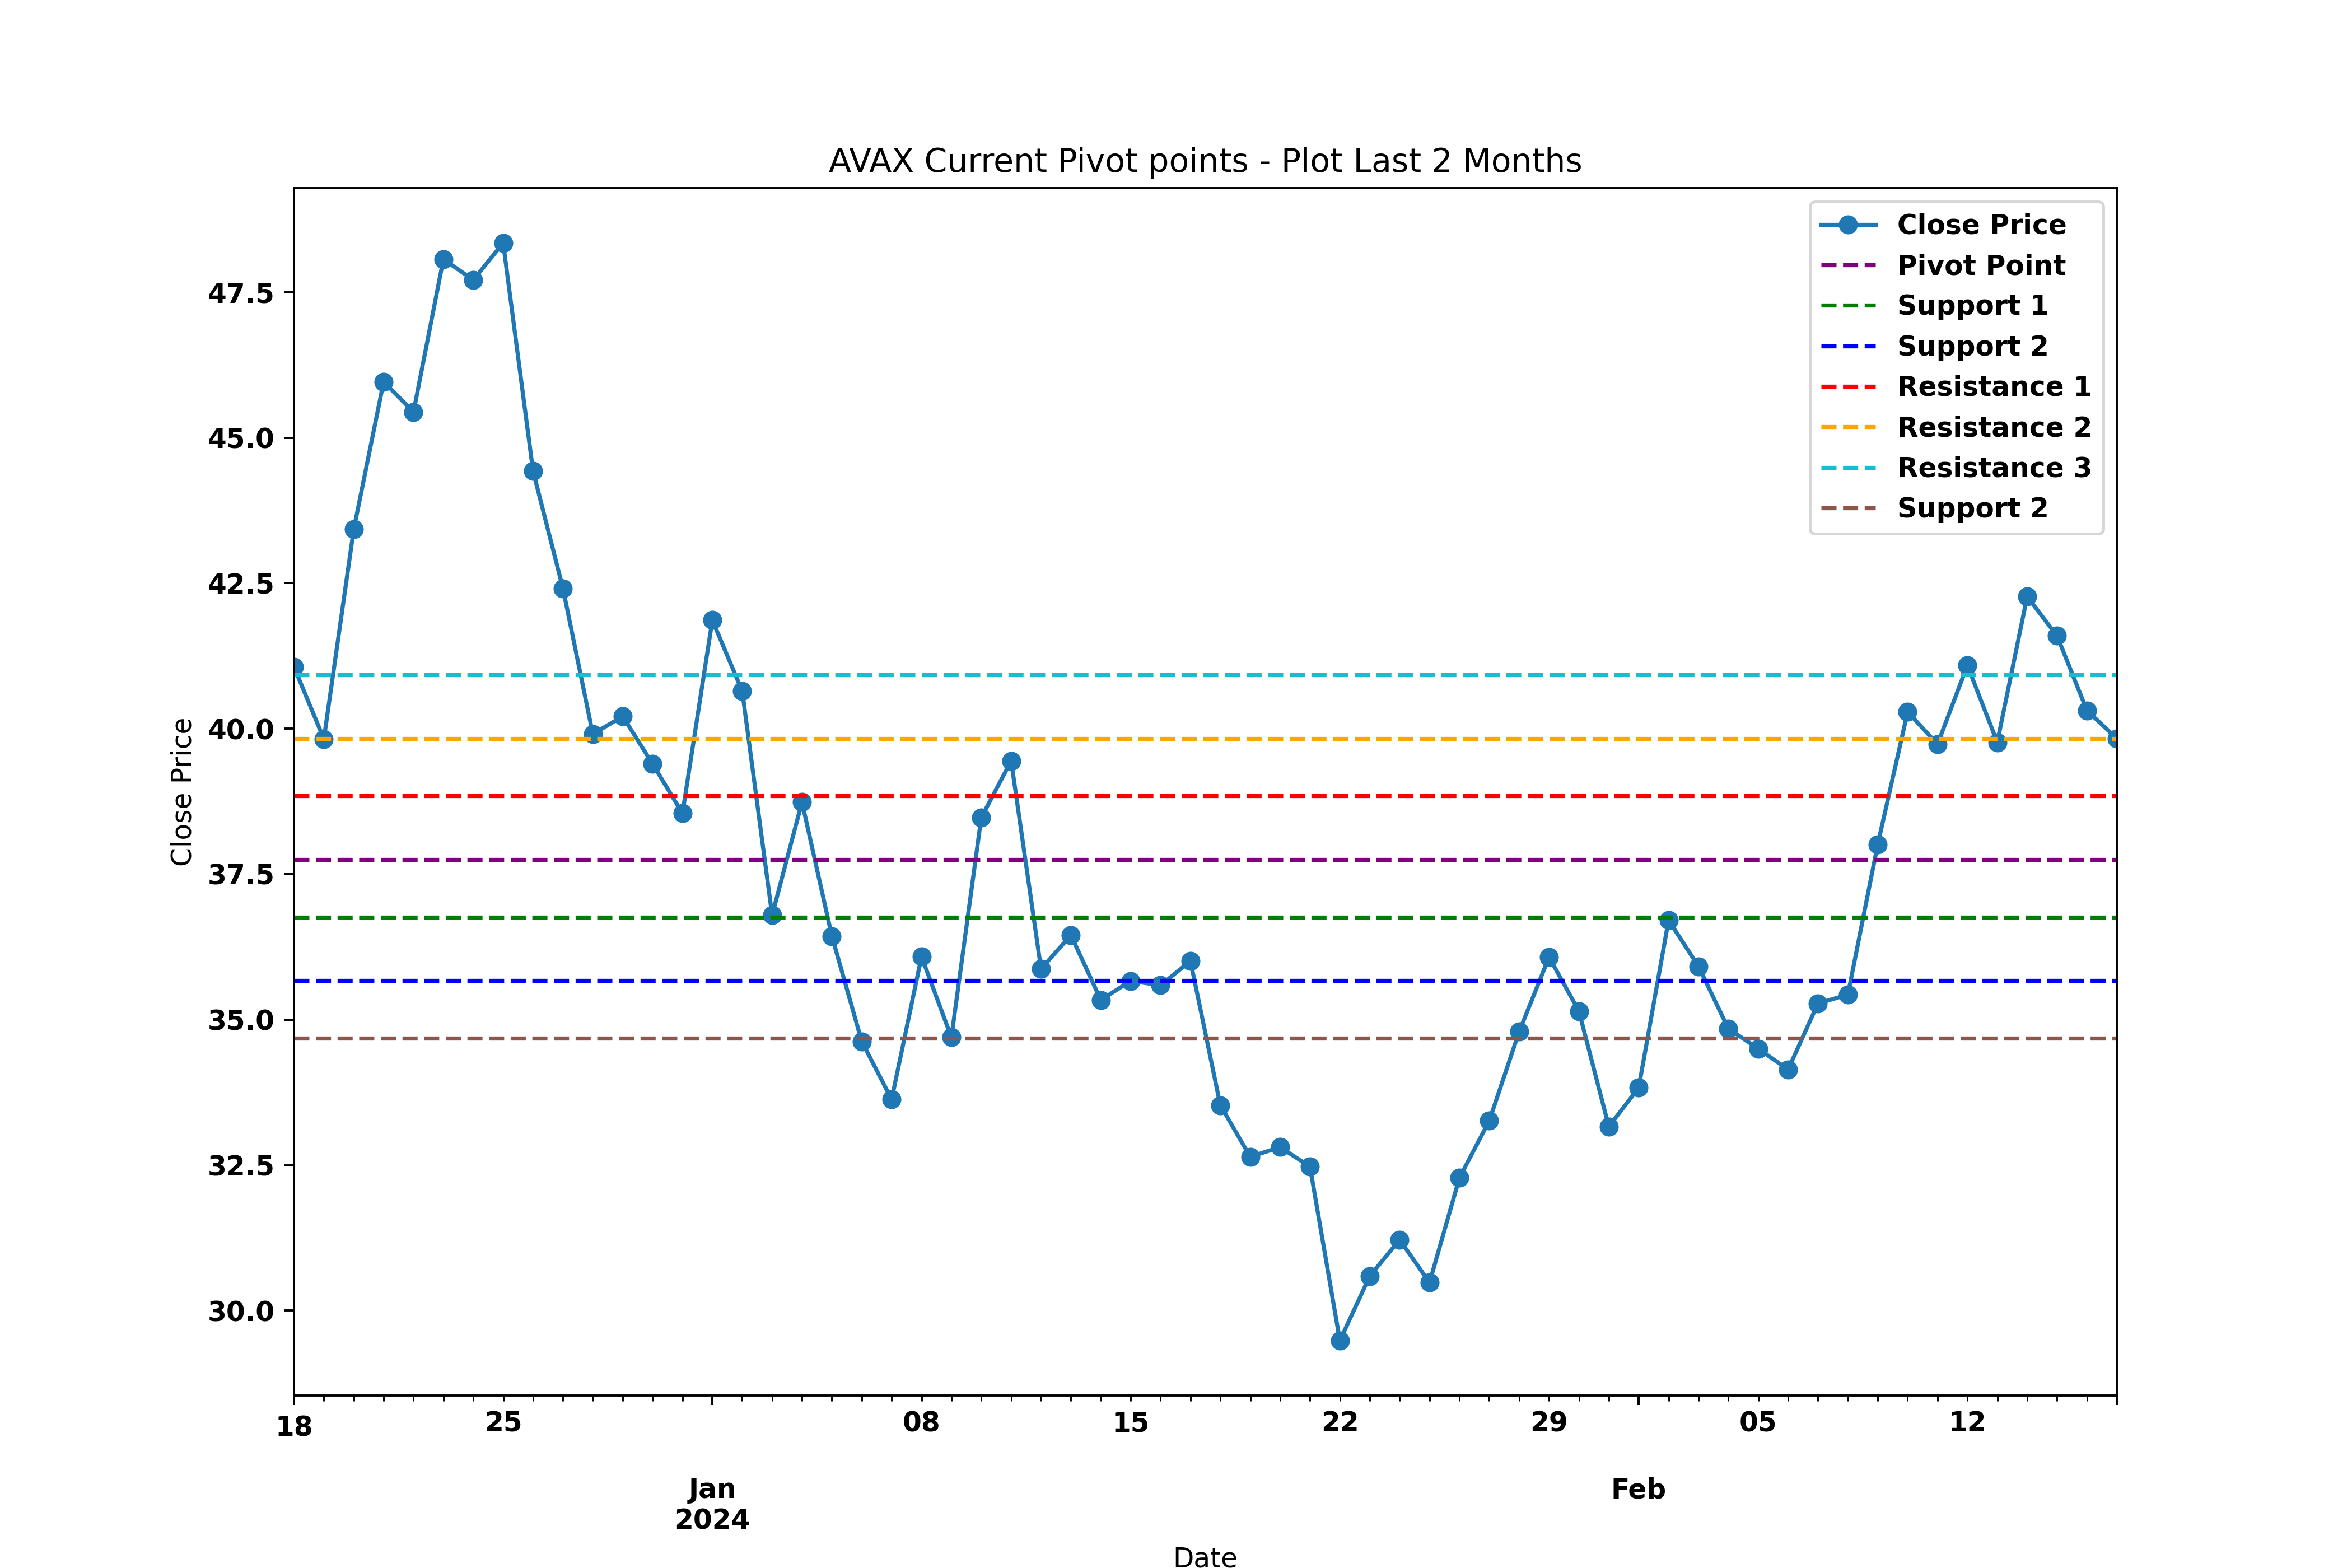 AVAX Current Pivot points - Plot Last 2 Months
Close Price
Pivot Point
Support 1
Support 2
Resistance 1
Resistance 2
Resistance 3
Support 2
Close Price
47.5
45.0
42.5
40.0
37.5
35.0
32.5
30.0
18 25 08 15 22 29 05 12
Jan Feb
2024
Date